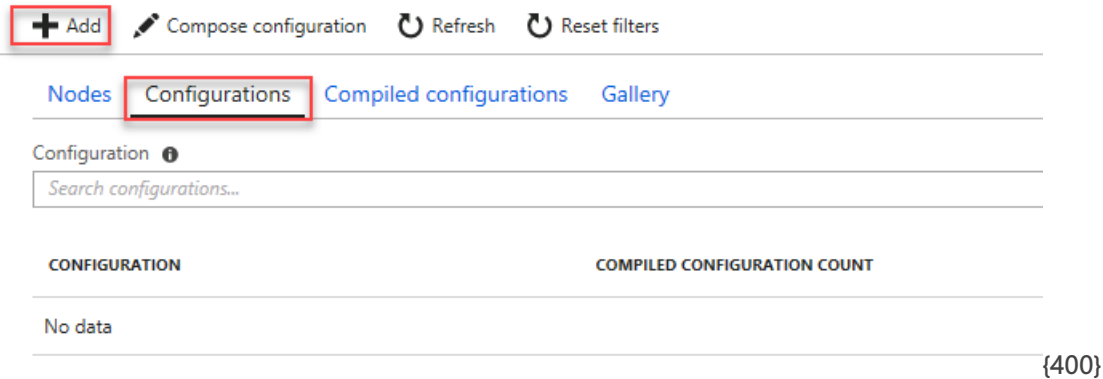 Add Compose configuration Refresh Reset filters
Nodes Configurations Compiled configurations Gallery
Configuration
Search configurations...
CONFIGURATION COMPILED CONFIGURATION COUNT
No data
{400}